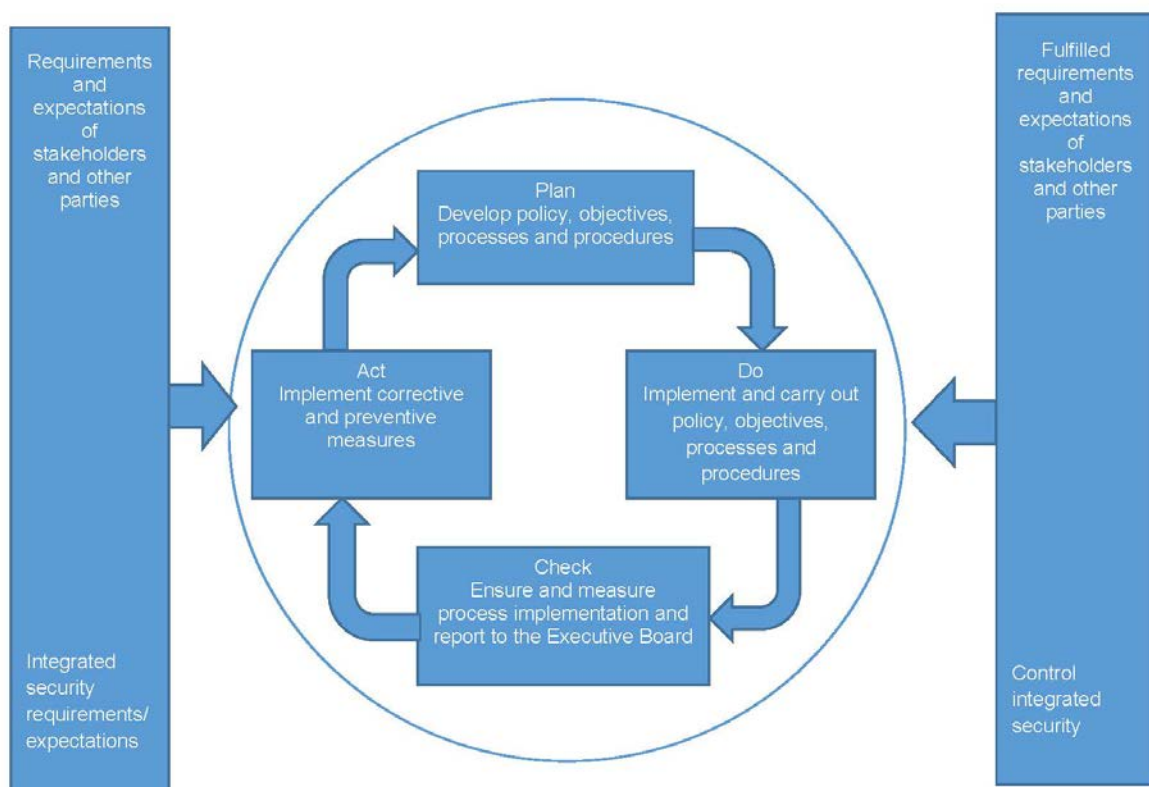 Requirements
and
expectations
of
stakeholders
and other
parties
Integrated
security
requirements/
expectations
Plan
Develop policy, objectives,
processes and procedures
Act
Implement corrective
and preventive
measures
Do
Implement and carry out
policy, objectives,
processes and
procedures
Check
Ensure and measure
process implementation and
report to the Executive Board
Fulfilled
requirements
and
expectations
of
stakeholders
and other
parties
Control
integrated
security